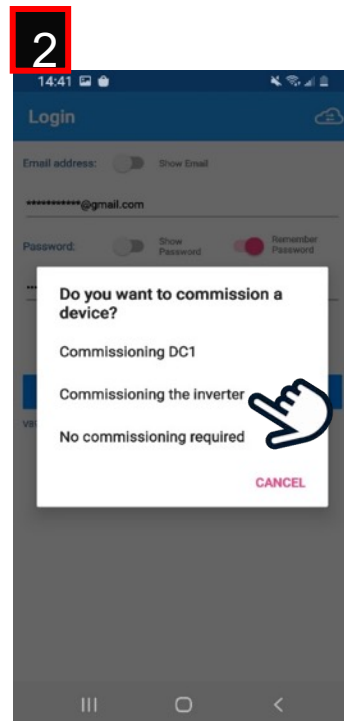 2
14:41
Login
Email address: Show Email
***********@gmail.com
Password: Show Password Remember Password
Do you want to commission a
device?
Commissioning DC1
Commissioning the inverter
No commissioning required
CANCEL